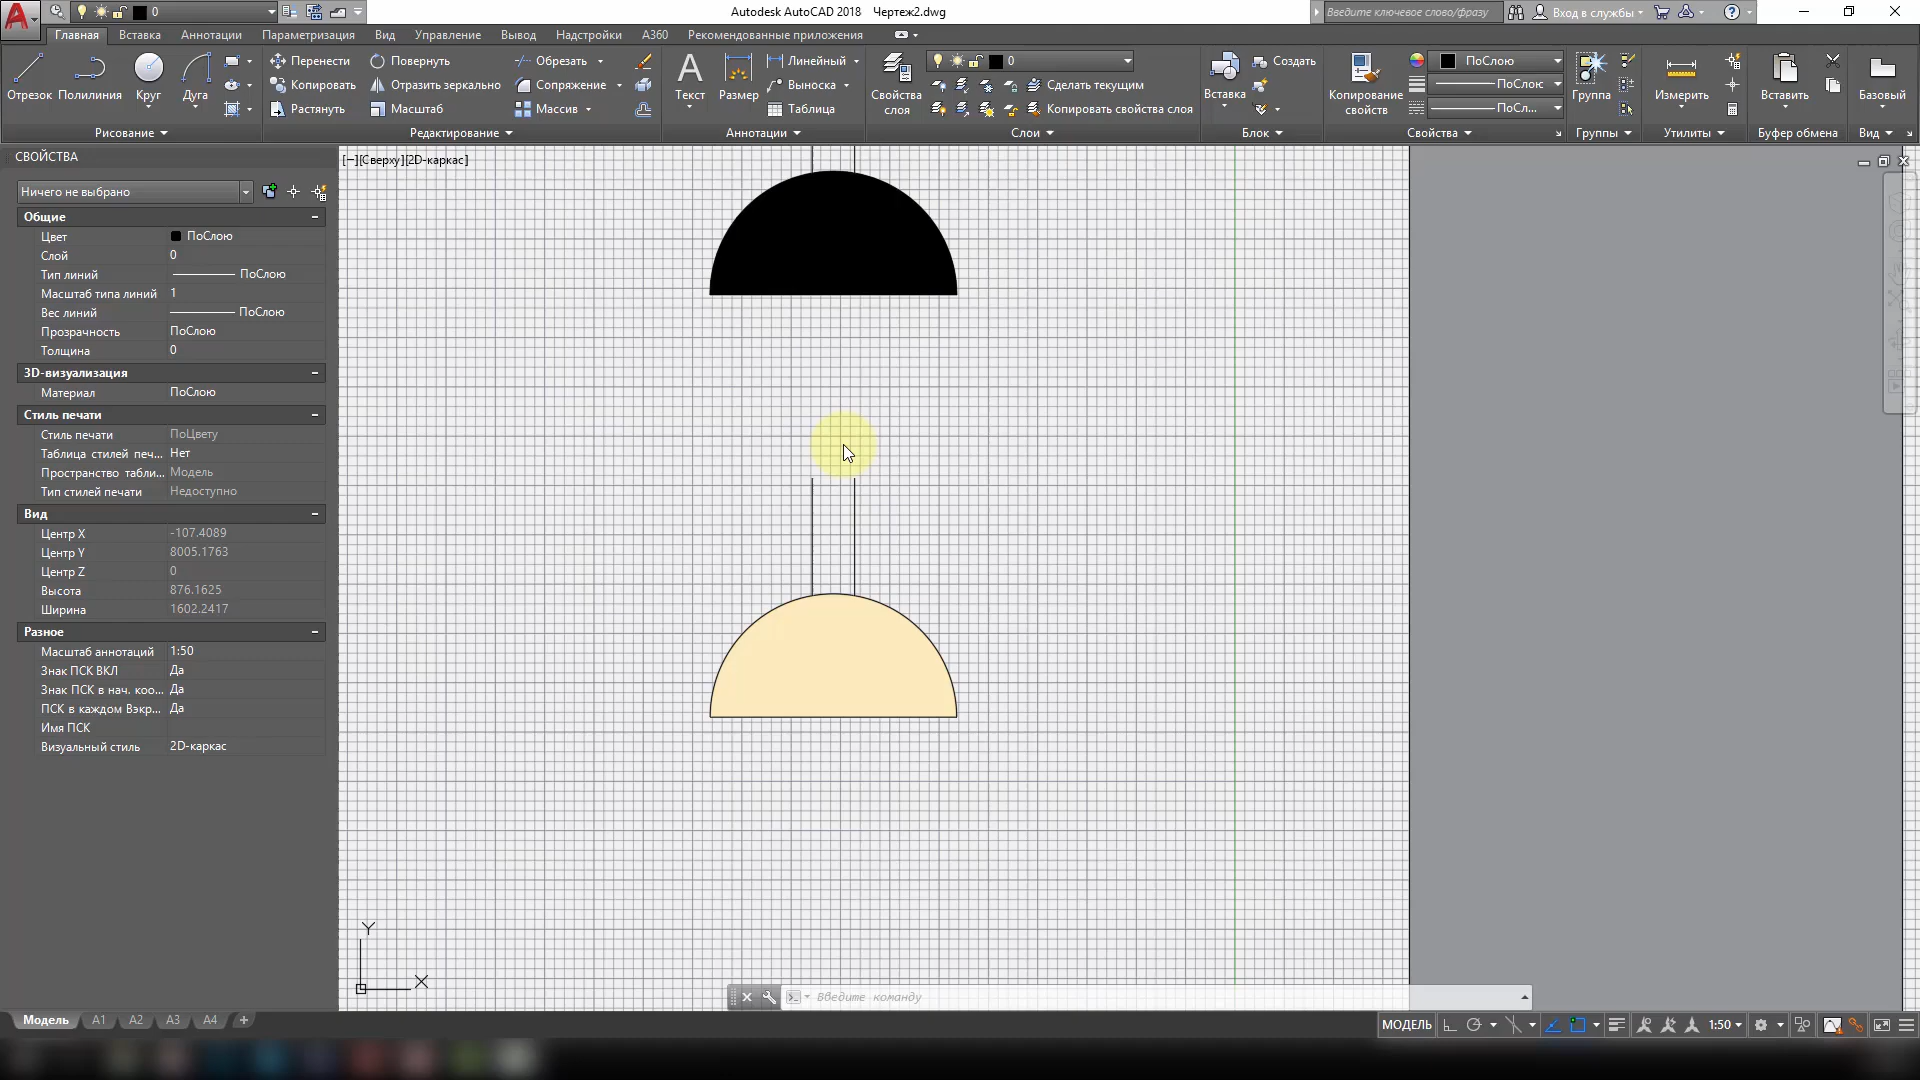 0
Autodesk AutoCAD 2018 Чертеж2.dwg
Введите ключевое слово/фразу
Вход в службы
Главная Вставка Аннотации Параметризация Вид Управление Вывод Надстройки A360 Рекомендованные приложения
Отрезок Полилиния Круг Дуга
Перенести Повернуть Обрезать
Копировать Отразить зеркально Сопряжение
Растянуть Масштаб Массив
Текст Размер
Линейный
Выноска
Таблица
Свойства слоя
0
Сделать текущим
Копировать свойства слоя
Вставка
Создать
Копирование свойств
ПоСлою
ПоСлою
ПоСл...
Группа
Измерить
Вставить
Базовый
Рисование Редактирование Аннотации Слои Блок Свойства Группы Утилиты Буфер обмена Вид
СВОЙСТВА
Ничего не выбрано
Общие
Цвет ПоСлою
Слой 0
Тип линий ПоСлою
Масштаб типа линий 1
Вес линий ПоСлою
Прозрачность ПоСлою
Толщина 0
3D-визуализация
Материал ПоСлою
Стиль печати
Стиль печати ПоЦвету
Таблица стилей печ... Нет
Пространство табли... Модель
Тип стилей печати Недоступно
Вид
Центр X -107.4089
Центр Y 8005.1763
Центр Z 0
Высота 876.1625
Ширина 1602.2417
Разное
Масштаб аннотаций 1:50
Знак ПСК ВКЛ Да
Знак ПСК в нач. коо... Да
ПСК в каждом Вэкр... Да
Имя ПСК
Визуальный стиль 2D-каркас
[−][Сверху][2D-каркас]
Y
X
Введите команду
Модель A1 A2 A3 A4 +
МОДЕЛЬ
1:50